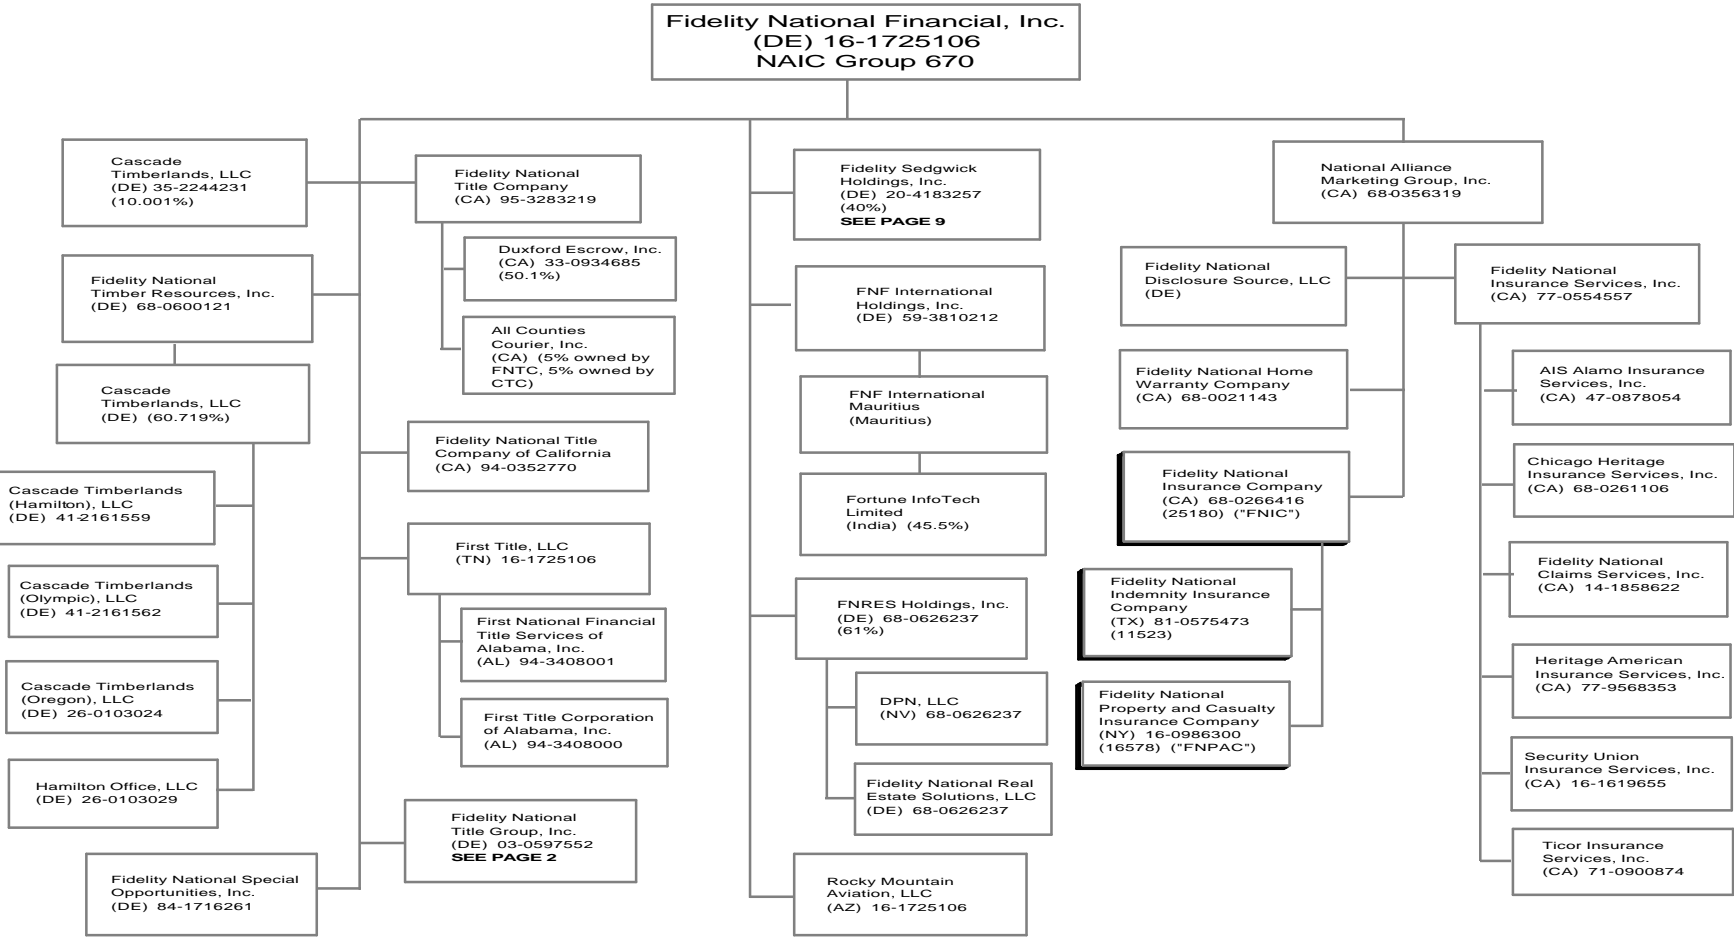 Fidelity National Financial, Inc.
(DE) 16-1725106
NAIC Group 670
Cascade
Timberlands, LLC
(DE) 35-2244231
(10.001%)
Fidelity National
Timber Resources, Inc.
(DE) 68-0600121
Cascade
Timberlands, LLC
(DE) (60.719%)
Cascade Timberlands
(Hamilton), LLC
(DE) 41-2161559
Cascade Timberlands
(Olympic), LLC
(DE) 41-2161562
Cascade Timberlands
(Oregon), LLC
(DE) 26-0103024
Hamilton Office, LLC
(DE) 26-0103029
Fidelity National Special
Opportunities, Inc.
(DE) 84-1716261
Fidelity National
Title Company
(CA) 95-3283219
Duxford Escrow, Inc.
(CA) 33-0934685
(50.1%)
All Counties
Courier, Inc.
(CA) (5% owned by
FNTC, 5% owned by
CTC)
Fidelity National Title
Company of California
(CA) 94-0352770
First Title, LLC
(TN) 16-1725106
First National Financial
Title Services of
Alabama, Inc.
(AL) 94-3408001
First Title Corporation
of Alabama, Inc.
(AL) 94-3408000
Fidelity National
Title Group, Inc.
(DE) 03-0597552
SEE PAGE 2
Fidelity Sedgwick
Holdings, Inc.
(DE) 20-4183257
(40%)
SEE PAGE 9
FNF International
Holdings, Inc.
(DE) 59-3810212
FNF International
Mauritius
(Mauritius)
Fortune InfoTech
Limited
(India) (45.5%)
FNRES Holdings, Inc.
(DE) 68-0626237
(61%)
DPN, LLC
(NV) 68-0626237
Fidelity National Real
Estate Solutions, LLC
(DE) 68-0626237
Rocky Mountain
Aviation, LLC
(AZ) 16-1725106
National Alliance
Marketing Group, Inc.
(CA) 68-0356319
Fidelity National
Disclosure Source, LLC
(DE)
Fidelity National Home
Warranty Company
(CA) 68-0021143
Fidelity National
Insurance Company
(CA) 68-0266416
(25180) ("FNIC")
Fidelity National
Indemnity Insurance
Company
(TX) 81-0575473
(11523)
Fidelity National
Property and Casualty
Insurance Company
(NY) 16-0986300
(16578) ("FNPAC")
Fidelity National
Insurance Services, Inc.
(CA) 77-0554557
AIS Alamo Insurance
Services, Inc.
(CA) 47-0878054
Chicago Heritage
Insurance Services, Inc.
(CA) 68-0261106
Fidelity National
Claims Services, Inc.
(CA) 14-1858622
Heritage American
Insurance Services, Inc.
(CA) 77-9568353
Security Union
Insurance Services, Inc.
(CA) 16-1619655
Ticor Insurance
Services, Inc.
(CA) 71-0900874